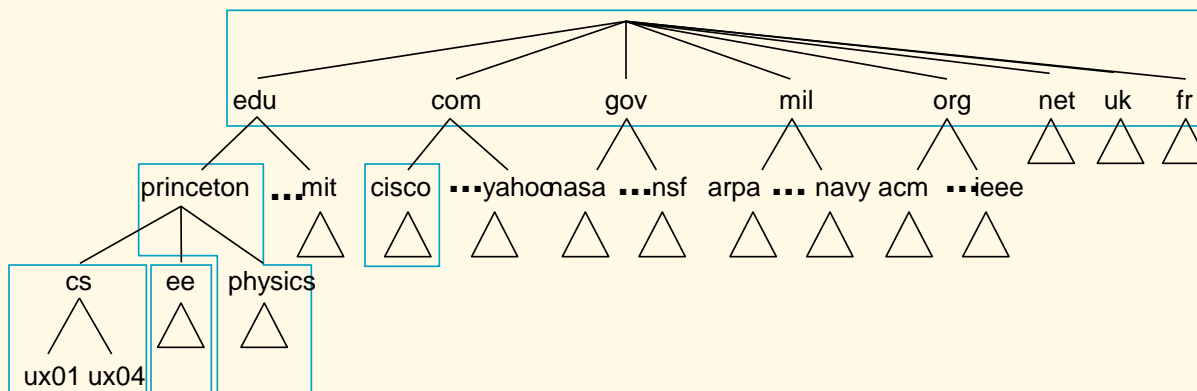 edu com gov mil org net uk fr
princeton ... mit cisco ... yahoo nasa ... nsf arpa ... navy acm ... ieee
cs ee physics
ux01 ux04